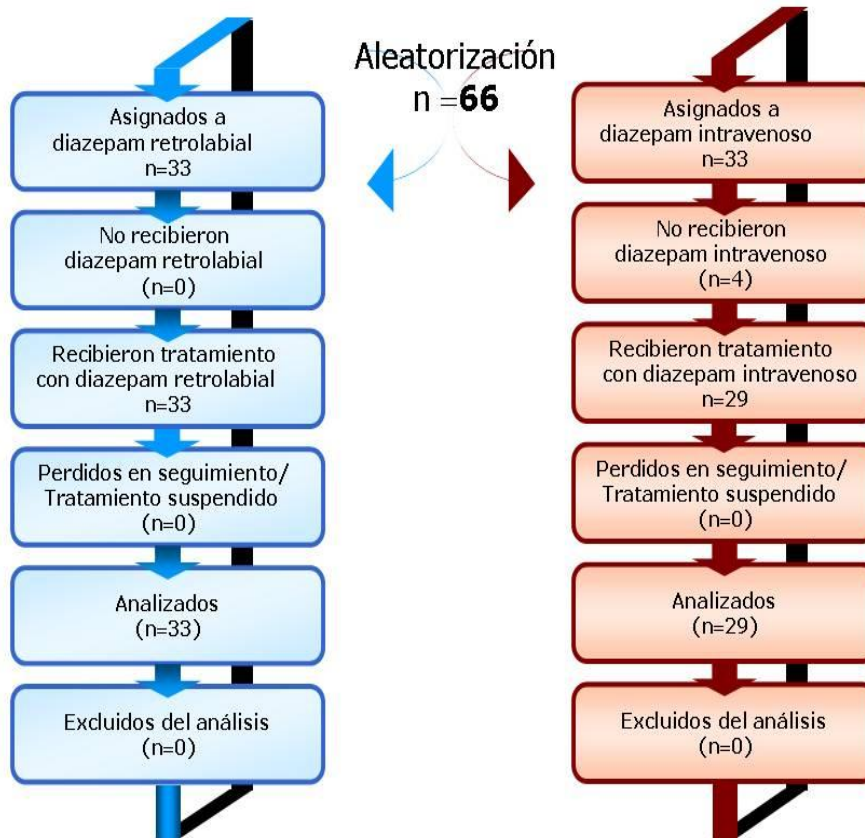 Aleatorización
n =66
Asignados a
diazepam retrolabial
n=33
No recibieron
diazepam retrolabial
(n=0)
Recibieron tratamiento
con diazepam retrolabial
n=33
Perdidos en seguimiento/
Tratamiento suspendido
(n=0)
Analizados
(n=33)
Excluidos del análisis
(n=0)
Asignados a
diazepam intravenoso
n=33
No recibieron
diazepam intravenoso
(n=4)
Recibieron tratamiento
con diazepam intravenoso
n=29
Perdidos en seguimiento/
Tratamiento suspendido
(n=0)
Analizados
(n=29)
Excluidos del análisis
(n=0)